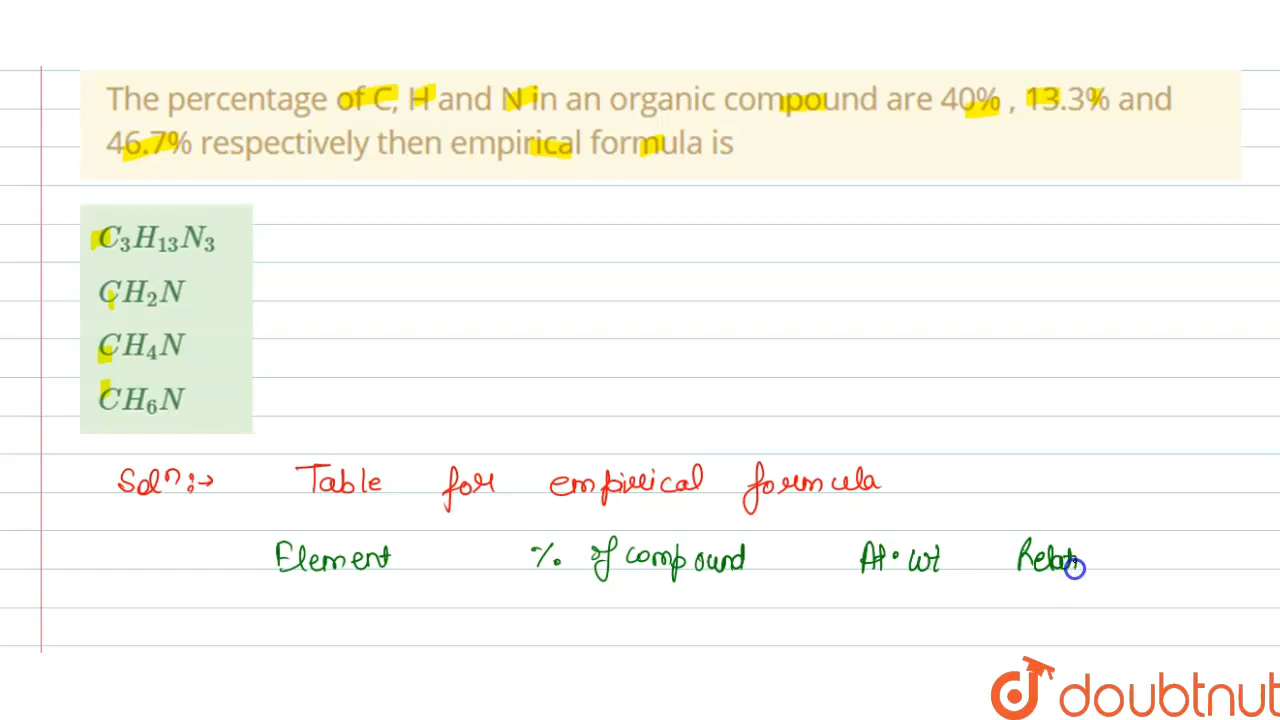 The percentage of C, H and N in an organic compound are 40% , 13.3% and
46.7% respectively then empirical formula is
C₃H₁₃N₃
CH₂N
CH₄N
CH₆N
Solⁿ:→ Table for empirical formula
Element % of compound At. wt Relati
doubtnut